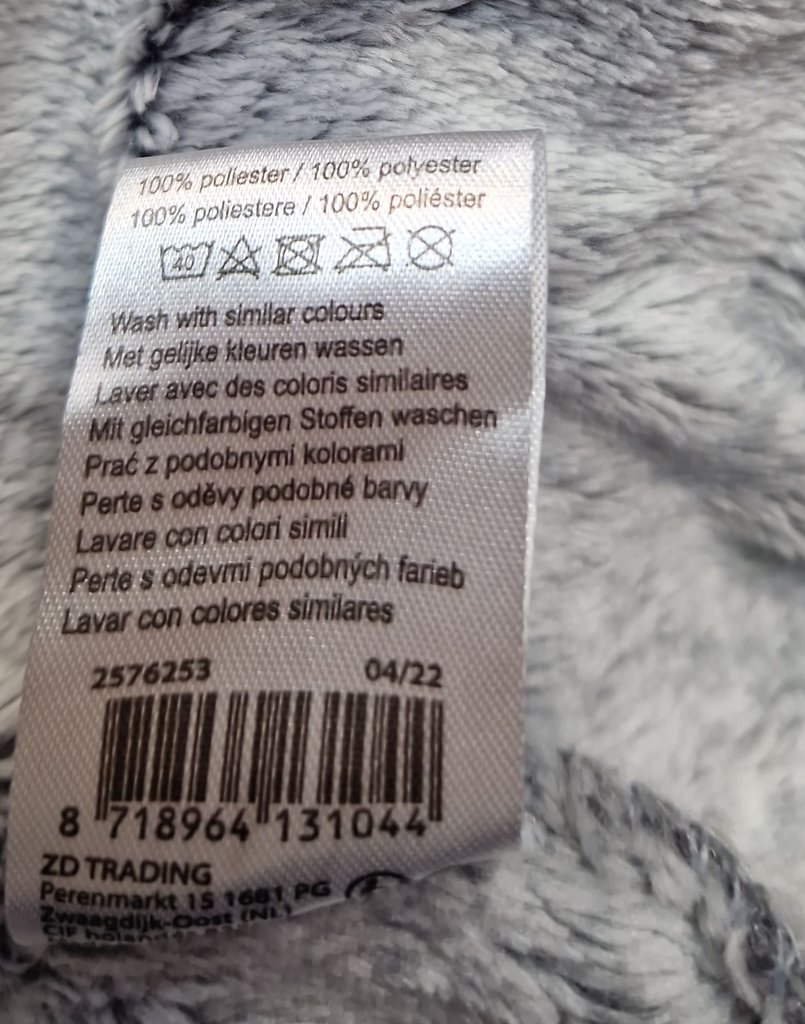 100% poliester / 100% polyester
100% poliestere / 100% poliéster
40
Wash with similar colours
Met gelijke kleuren wassen
Laver avec des coloris similaires
Mit gleichfarbigen Stoffen waschen
Prać z podobnymi kolorami
Perte s oděvy podobné barvy
Lavare con colori simili
Perte s odevmi podobných farieb
Lavar con colores similares
2576253 04/22
8 718964 131044
ZD TRADING
Perenmarkt 15 1681 PG
Zwaagdijk-Oost (NL)